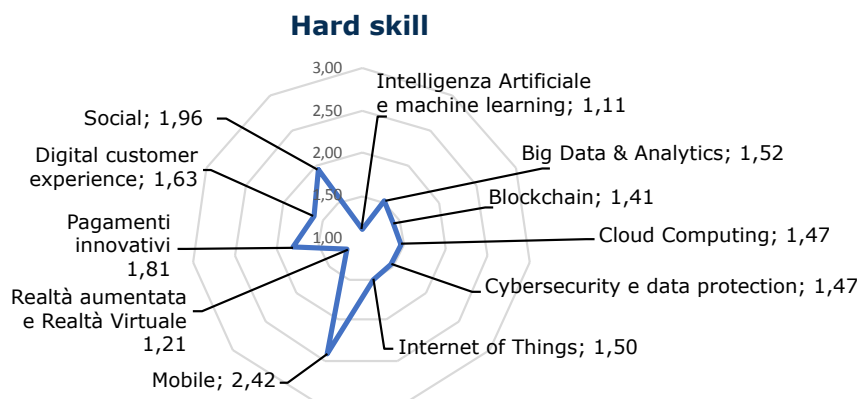 Hard skill
3,00
2,50
2,00
1,50
1,00
Intelligenza Artificiale
e machine learning; 1,11
Big Data & Analytics; 1,52
Blockchain; 1,41
Cloud Computing; 1,47
Cybersecurity e data protection; 1,47
Internet of Things; 1,50
Mobile; 2,42
Realtà aumentata
e Realtà Virtuale
1,21
Pagamenti
innovativi
1,81
Digital customer
experience; 1,63
Social; 1,96